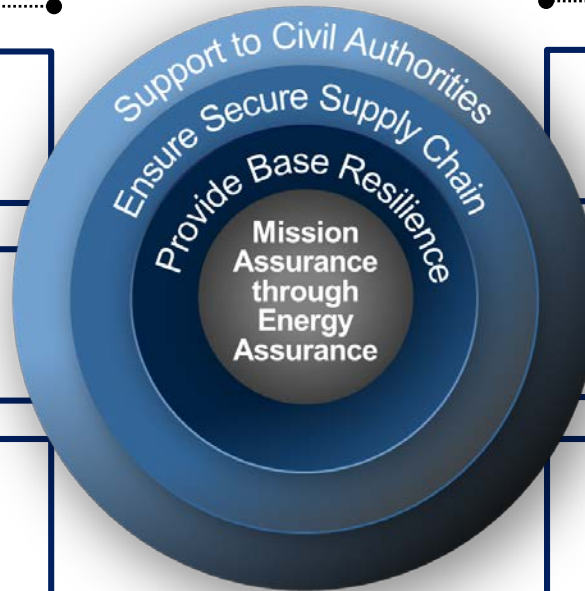 Support to Civil Authorities
Ensure Secure Supply Chain
Provide Base Resilience
Mission
Assurance
through
Energy
Assurance